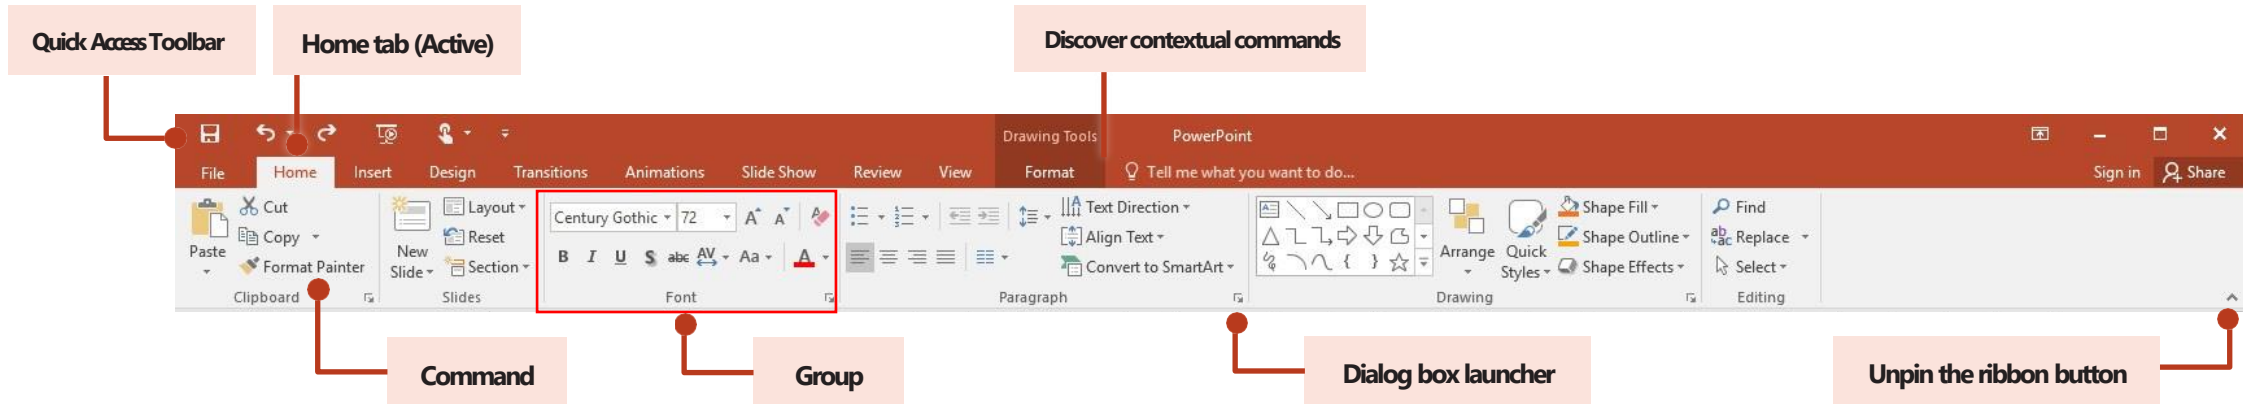 Quick Access Toolbar
Home tab (Active)
Discover contextual commands
Drawing Tools
PowerPoint
File
Home
Insert
Design
Transitions
Animations
Slide Show
Review
View
Format
Tell me what you want to do...
Sign in
Share
Paste
Cut
Copy
Format Painter
Clipboard
New
Slide
Layout
Reset
Section
Slides
Century Gothic
72
A A
B I U S abc AV Aa A
Font
Text Direction
Align Text
Convert to SmartArt
Paragraph
Arrange
Quick
Styles
Shape Fill
Shape Outline
Shape Effects
Drawing
Find
Replace
Select
Editing
Command
Group
Dialog box launcher
Unpin the ribbon button